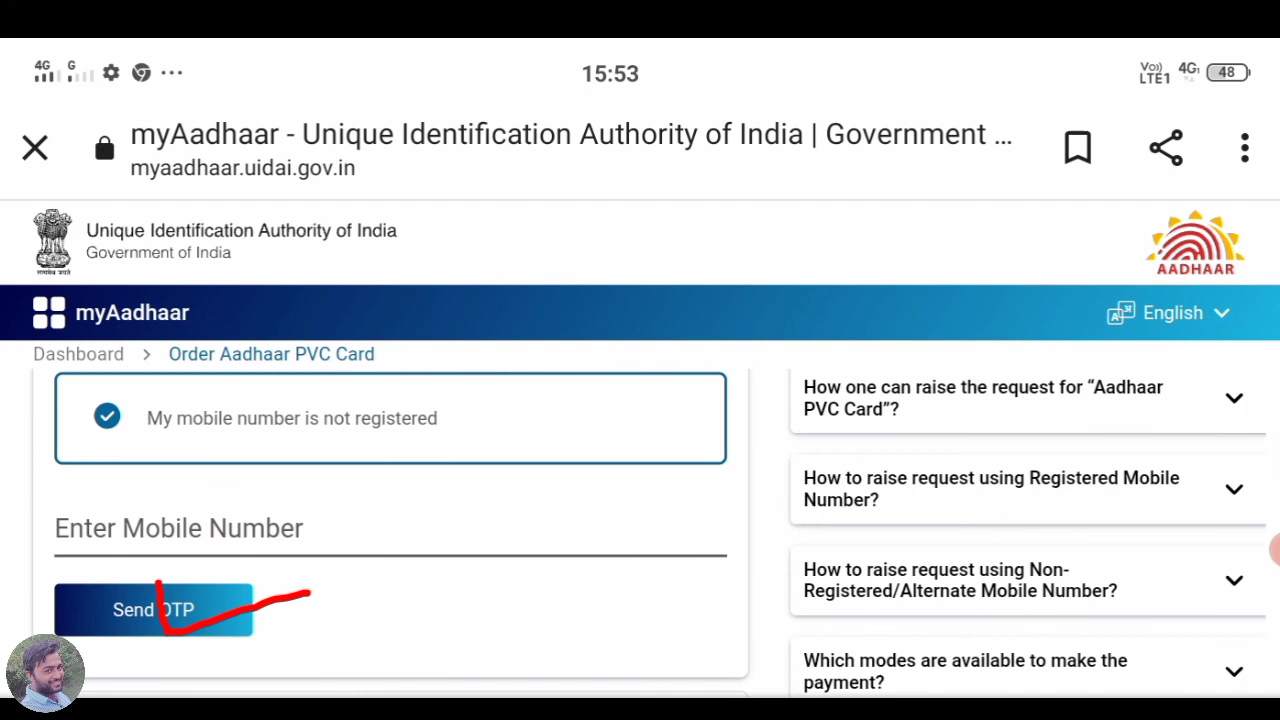 4G G ...
15:53
Vo)) LTE1 4G 48
myAadhaar - Unique Identification Authority of India | Government ...
myaadhaar.uidai.gov.in
Unique Identification Authority of India
Government of India
AADHAAR
myAadhaar
English
Dashboard > Order Aadhaar PVC Card
My mobile number is not registered
Enter Mobile Number
Send OTP
How one can raise the request for “Aadhaar
PVC Card”?
How to raise request using Registered Mobile
Number?
How to raise request using Non-
Registered/Alternate Mobile Number?
Which modes are available to make the
payment?